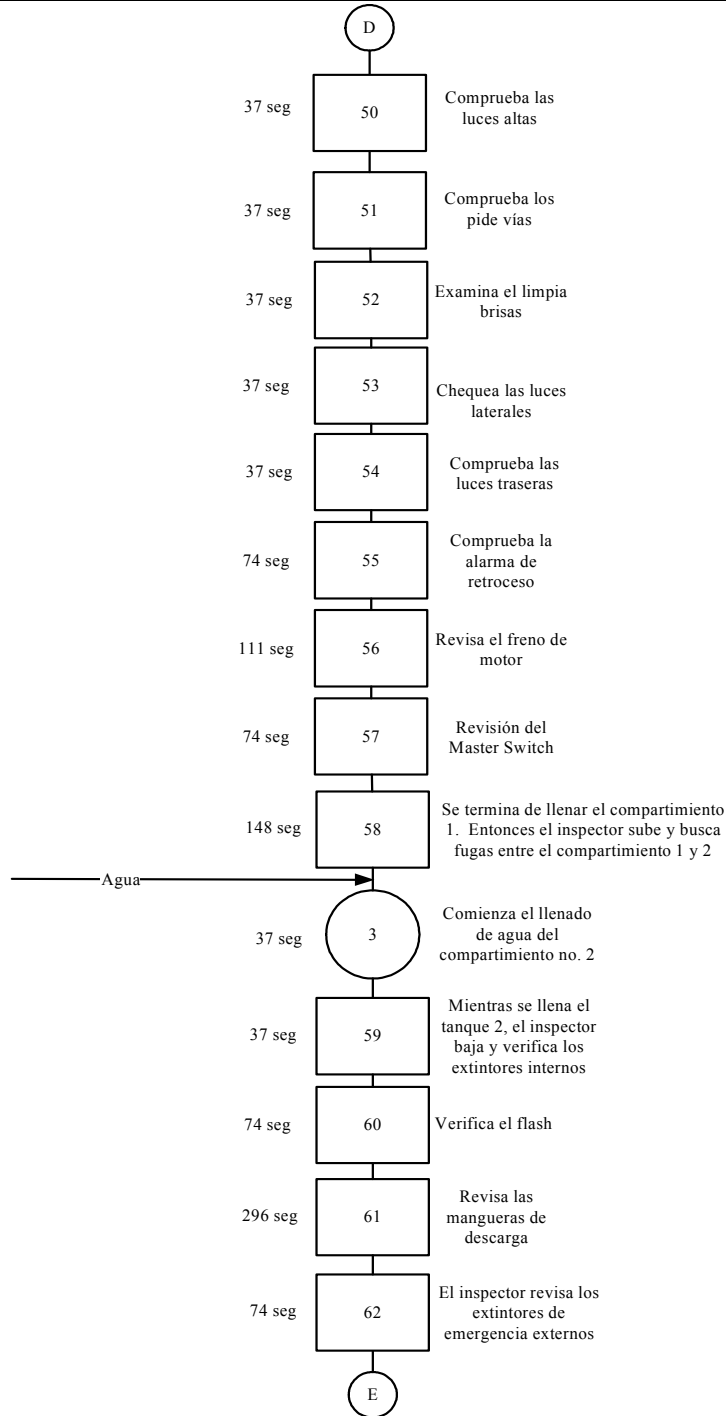 D
37 seg
50
Comprueba las
luces altas
37 seg
51
Comprueba los
pide vías
37 seg
52
Examina el limpia
brisas
37 seg
53
Chequea las luces
laterales
37 seg
54
Comprueba las
luces traseras
74 seg
55
Comprueba la
alarma de
retroceso
111 seg
56
Revisa el freno de
motor
74 seg
57
Revisión del
Master Switch
148 seg
58
Se termina de llenar el compartimiento
1. Entonces el inspector sube y busca
fugas entre el compartimiento 1 y 2
Agua
37 seg
3
Comienza el llenado
de agua del
compartimiento no. 2
37 seg
59
Mientras se llena el
tanque 2, el inspector
baja y verifica los
extintores internos
74 seg
60
Verifica el flash
296 seg
61
Revisa las
mangueras de
descarga
74 seg
62
El inspector revisa los
extintores de
emergencia externos
E